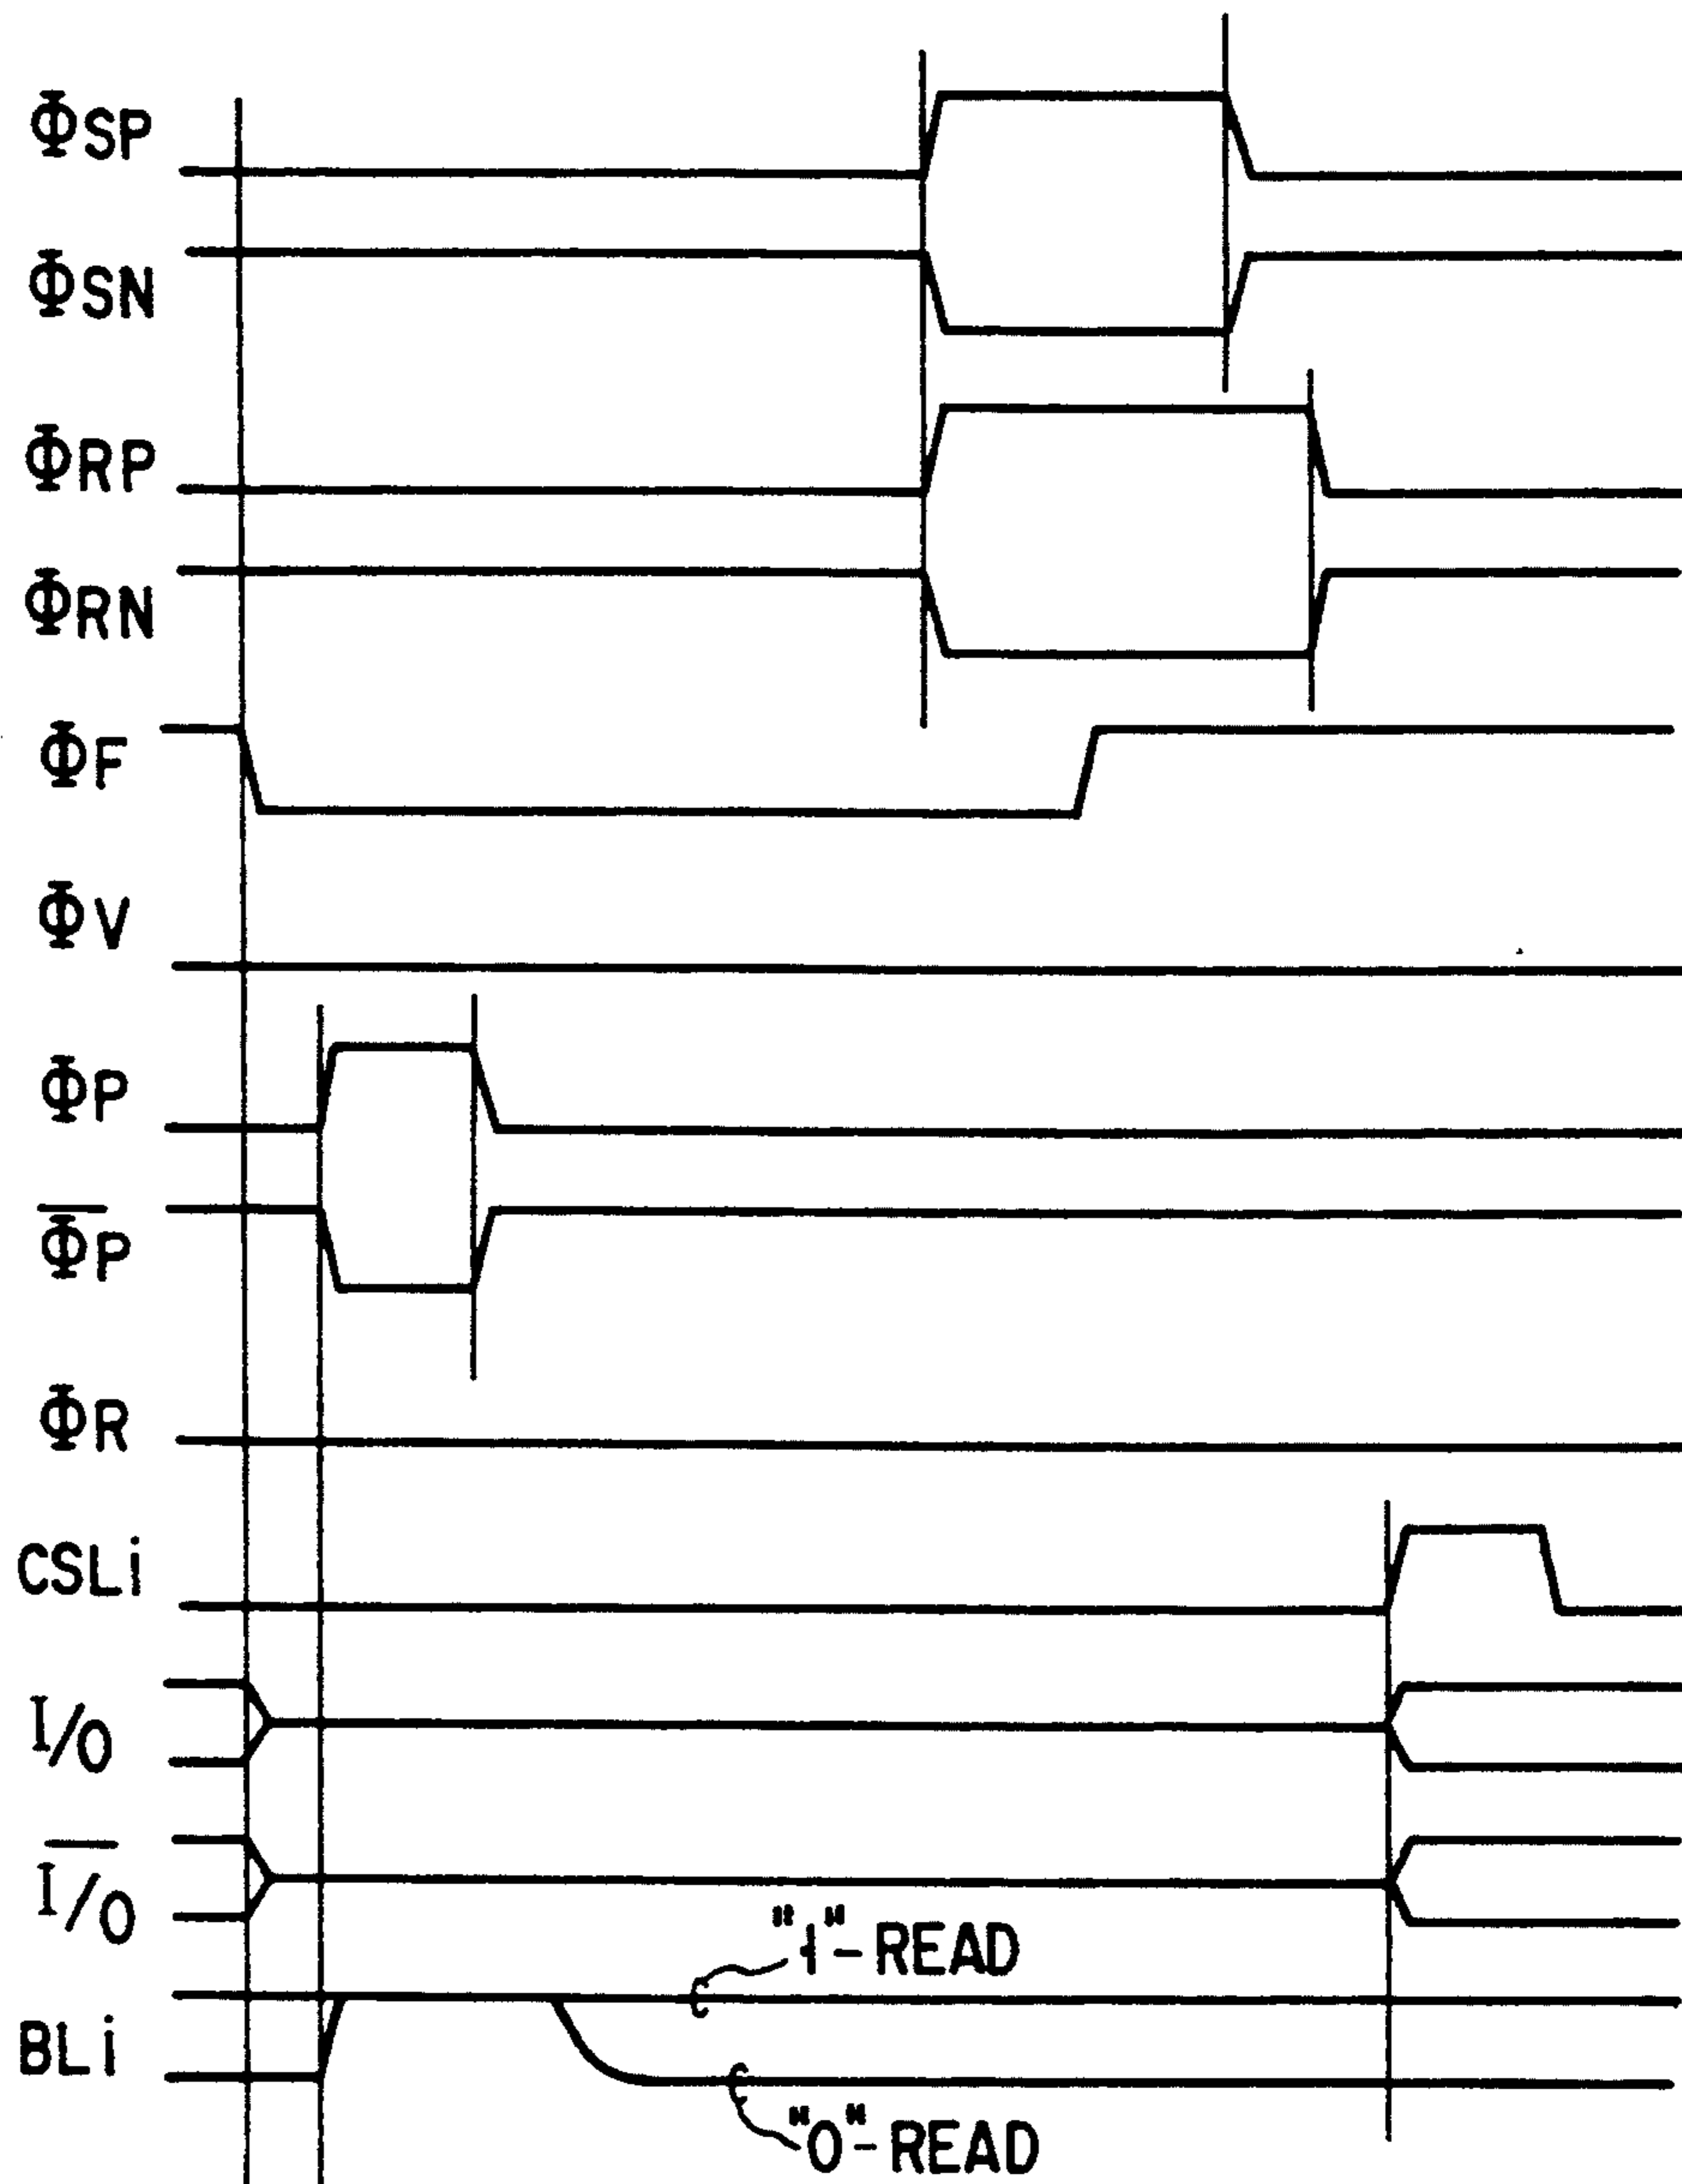 ΦSP
ΦSN
ΦRP
ΦRN
ΦF
ΦV
ΦP
Φ̅P̅
ΦR
CSLi
I/O
I̅/̅O̅
"1"-READ
BLi
"0"-READ